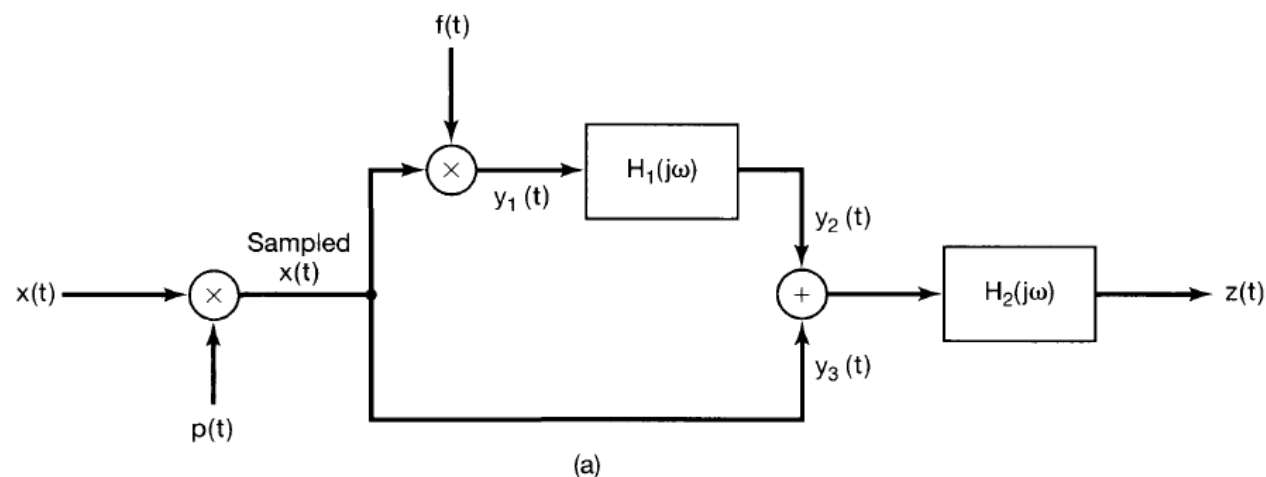 f(t)
×
y₁ (t)
H₁(jω)
y₂ (t)
Sampled
x(t)
x(t)
×
+
H₂(jω)
z(t)
y₃ (t)
p(t)
(a)